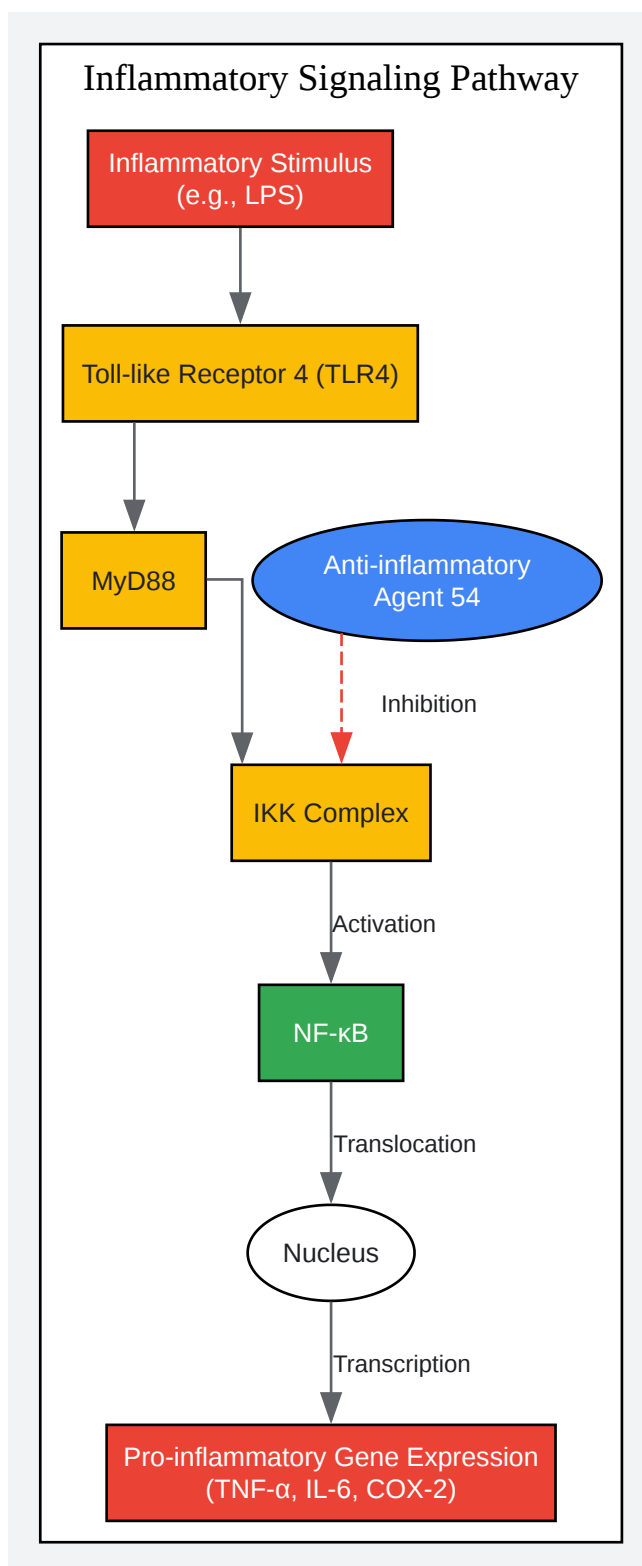 Inflammatory Signaling Pathway
Inflammatory Stimulus
(e.g., LPS)
Toll-like Receptor 4 (TLR4)
MyD88
Anti-inflammatory
Agent 54
Inhibition
IKK Complex
Activation
NF-κB
Translocation
Nucleus
Transcription
Pro-inflammatory Gene Expression
(TNF-α, IL-6, COX-2)